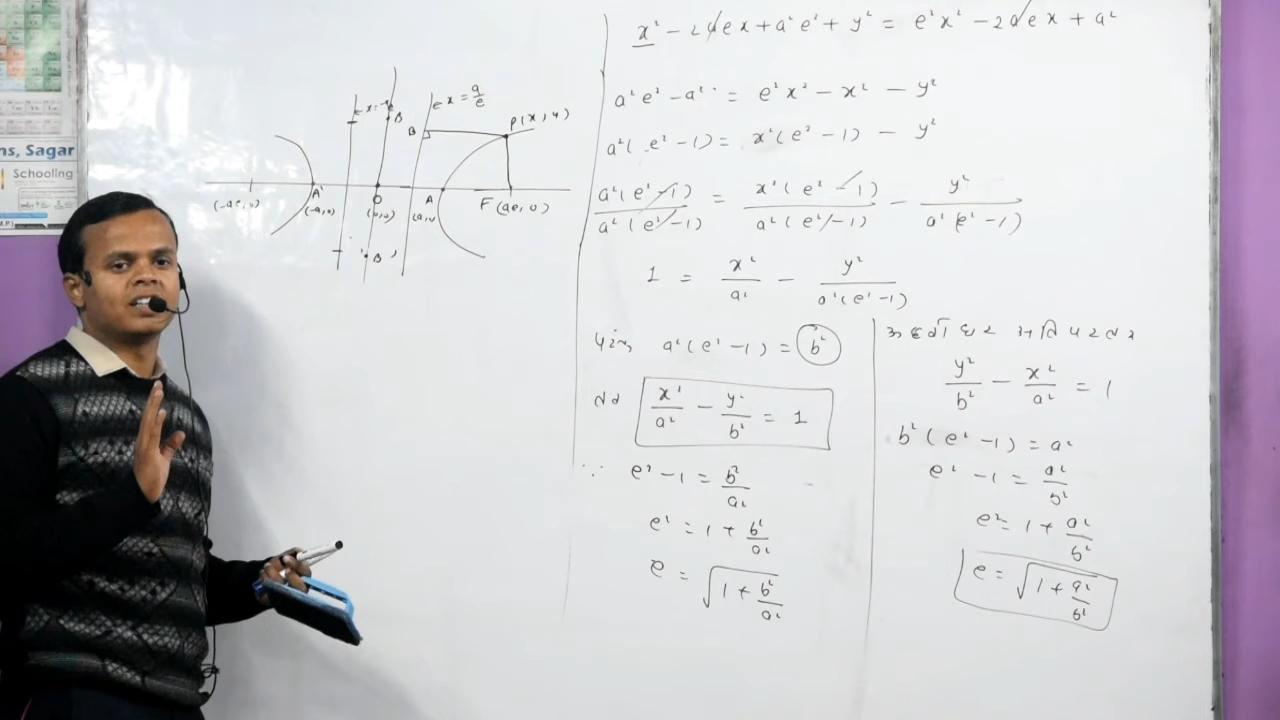 ns, Sagar
Schooling
x = a/e
B
B
P(x, y)
A'
O
A
(-ae, 0)
(-a, 0)
(0, 0)
(a, 0)
F(ae, 0)
B'
x² - 2aex + a²e² + y² = e²x² - 2aex + a²
a²e² - a² = e²x² - x² - y²
a²(e² - 1) = x²(e² - 1) - y²
a²(e² - 1) / a²(e² - 1) = x²(e² - 1) / a²(e² - 1) - y² / a²(e² - 1)
1 = x²/a² - y² / a²(e² - 1)
परन्तु a²(e² - 1) = b²
तब x²/a² - y²/b² = 1
∵ e² - 1 = b²/a²
e² = 1 + b²/a²
e = √(1 + b²/a²)
अतिपरवलय
y²/b² - x²/a² = 1
b²(e² - 1) = a²
e² - 1 = a²/b²
e² = 1 + a²/b²
e = √(1 + a²/b²)